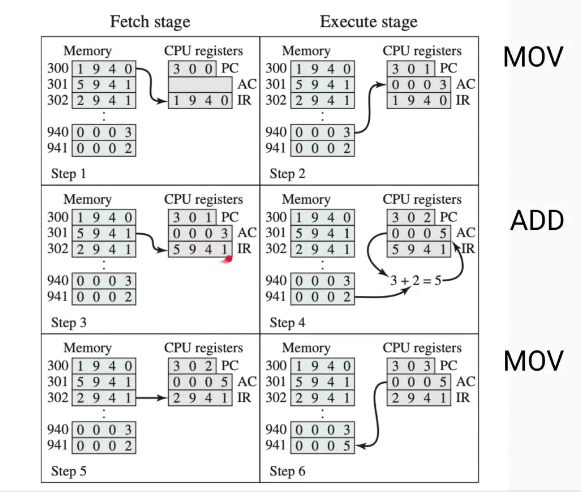 Fetch stage Execute stage
Memory CPU registers Memory CPU registers MOV
300 1 9 4 0 3 0 0 PC 300 1 9 4 0 3 0 1 PC
301 5 9 4 1 AC 301 5 9 4 1 0 0 0 3 AC
302 2 9 4 1 1 9 4 0 IR 302 2 9 4 1 1 9 4 0 IR
940 0 0 0 3 940 0 0 0 3
941 0 0 0 2 941 0 0 0 2
Step 1 Step 2
Memory CPU registers Memory CPU registers
300 1 9 4 0 3 0 1 PC 300 1 9 4 0 3 0 2 PC ADD
301 5 9 4 1 0 0 0 3 AC 301 5 9 4 1 0 0 0 5 AC
302 2 9 4 1 5 9 4 1 IR 302 2 9 4 1 5 9 4 1 IR
940 0 0 0 3 940 0 0 0 3 3 + 2 = 5
941 0 0 0 2 941 0 0 0 2
Step 3 Step 4
Memory CPU registers Memory CPU registers MOV
300 1 9 4 0 3 0 2 PC 300 1 9 4 0 3 0 3 PC
301 5 9 4 1 0 0 0 5 AC 301 5 9 4 1 0 0 0 5 AC
302 2 9 4 1 2 9 4 1 IR 302 2 9 4 1 2 9 4 1 IR
940 0 0 0 3 940 0 0 0 3
941 0 0 0 2 941 0 0 0 5
Step 5 Step 6